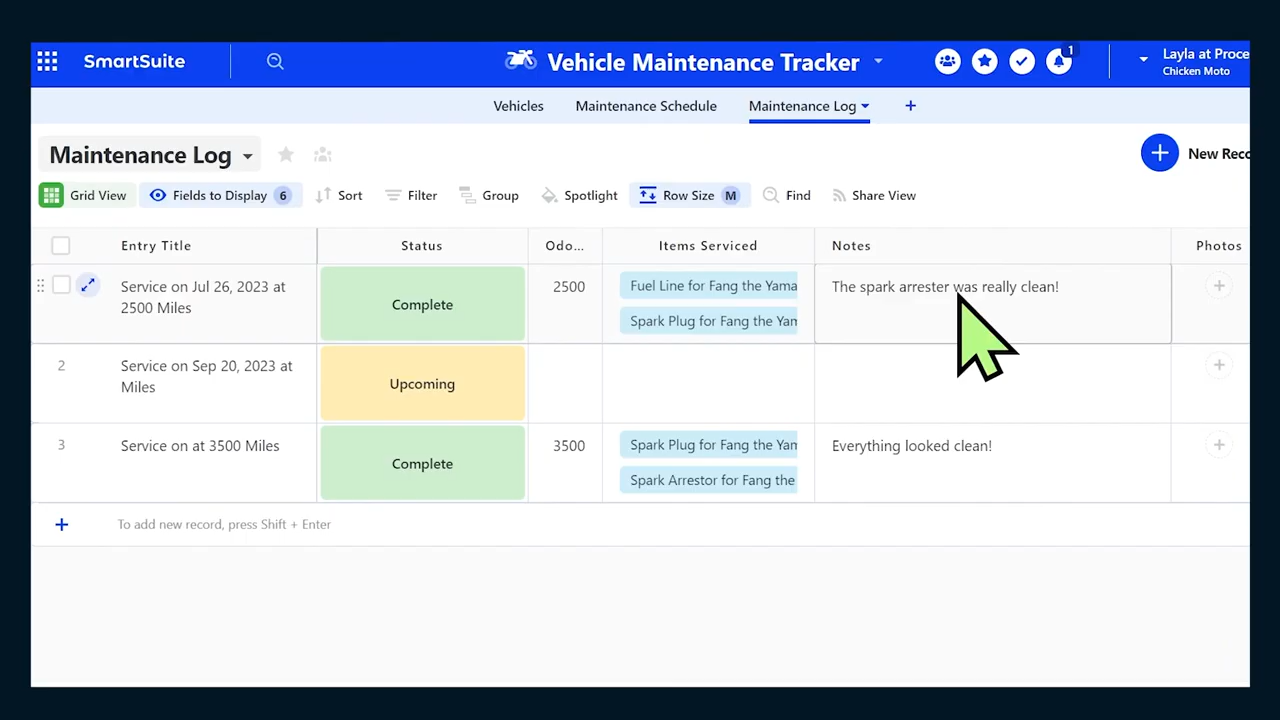 SmartSuite
Vehicle Maintenance Tracker
1
Layla at Proce
Chicken Moto
Vehicles
Maintenance Schedule
Maintenance Log
Maintenance Log
New Reco
Grid View
Fields to Display 6
Sort
Filter
Group
Spotlight
Row Size M
Find
Share View
Entry Title
Status
Odo...
Items Serviced
Notes
Photos
Service on Jul 26, 2023 at
2500 Miles
Complete
2500
Fuel Line for Fang the Yama
Spark Plug for Fang the Yam
The spark arrester was really clean!
2
Service on Sep 20, 2023 at
Miles
Upcoming
3
Service on at 3500 Miles
Complete
3500
Spark Plug for Fang the Yam
Spark Arrestor for Fang the
Everything looked clean!
To add new record, press Shift + Enter